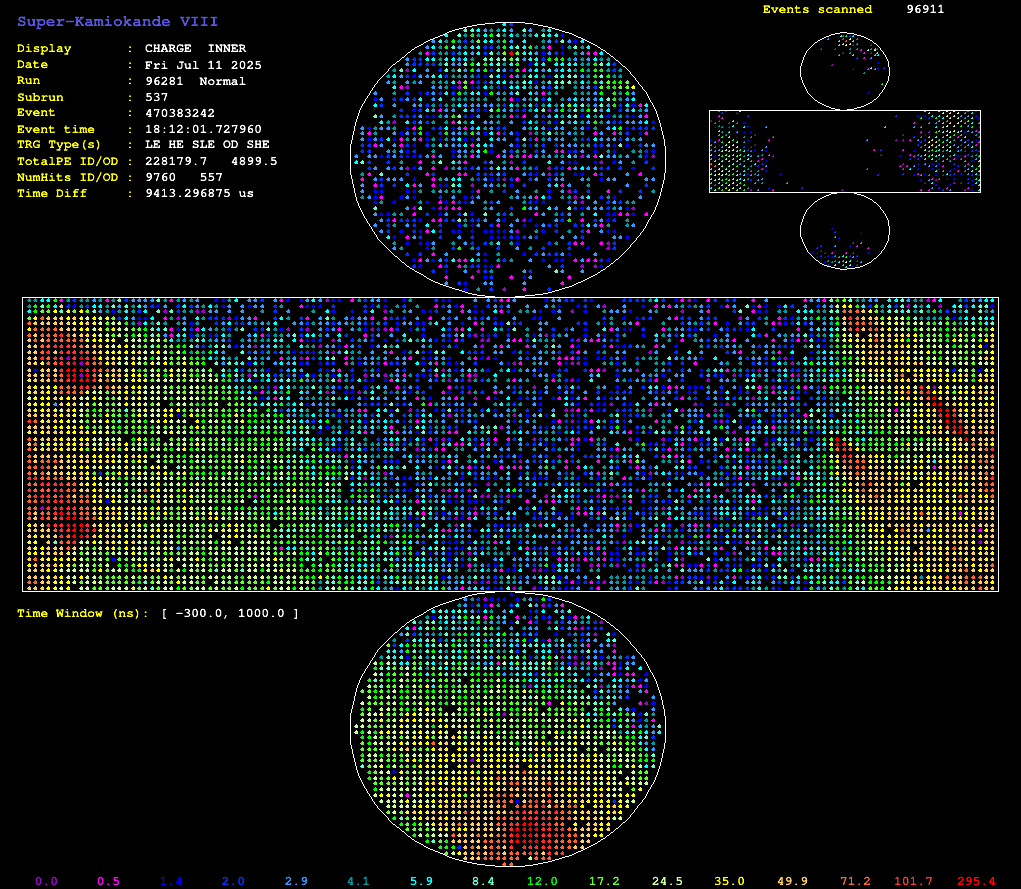 Super-Kamiokande VIII
Events scanned 96911
Display : CHARGE INNER
Date : Fri Jul 11 2025
Run : 96281 Normal
Subrun : 537
Event : 470383242
Event time : 18:12:01.727960
TRG Type(s) : LE HE SLE OD SHE
TotalPE ID/OD : 228179.7 4899.5
NumHits ID/OD : 9760 557
Time Diff : 9413.296875 us
Time Window (ns): [ -300.0, 1000.0 ]
0.0 0.5 1.4 2.0 2.9 4.1 5.9 8.4 12.0 17.2 24.5 35.0 49.9 71.2 101.7 295.4